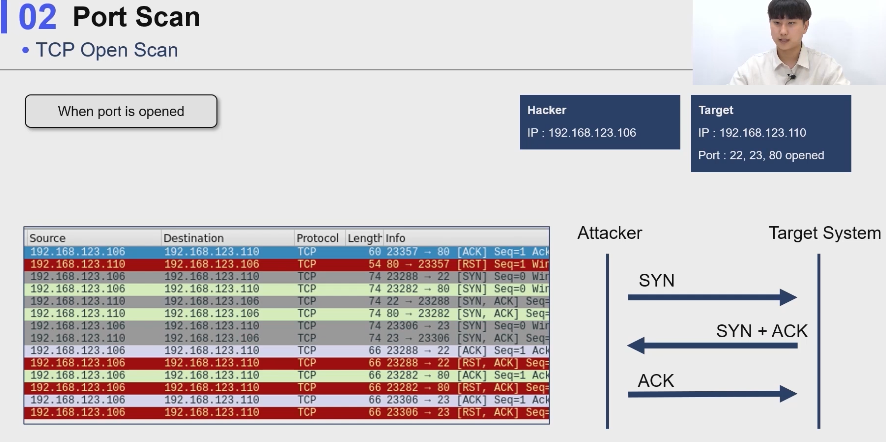 02 Port Scan
• TCP Open Scan
When port is opened
Hacker
IP : 192.168.123.106
Target
IP : 192.168.123.110
Port : 22, 23, 80 opened
Source Destination Protocol Length Info
192.168.123.106 192.168.123.110 TCP 60 23357 → 80 [ACK] Seq=1 Ack
192.168.123.110 192.168.123.106 TCP 54 80 → 23357 [RST] Seq=1 Win
192.168.123.106 192.168.123.110 TCP 74 23288 → 22 [SYN] Seq=0 Win
192.168.123.106 192.168.123.110 TCP 74 23282 → 80 [SYN] Seq=0 Win
192.168.123.110 192.168.123.106 TCP 74 22 → 23288 [SYN, ACK] Seq=
192.168.123.110 192.168.123.106 TCP 74 80 → 23282 [SYN, ACK] Seq=
192.168.123.106 192.168.123.110 TCP 74 23306 → 23 [SYN] Seq=0 Win
192.168.123.110 192.168.123.106 TCP 74 23 → 23306 [SYN, ACK] Seq=
192.168.123.106 192.168.123.110 TCP 66 23288 → 22 [ACK] Seq=1 Ack
192.168.123.106 192.168.123.110 TCP 66 23288 → 22 [RST, ACK] Seq=
192.168.123.106 192.168.123.110 TCP 66 23282 → 80 [ACK] Seq=1 Ack
192.168.123.106 192.168.123.110 TCP 66 23282 → 80 [RST, ACK] Seq=
192.168.123.106 192.168.123.110 TCP 66 23306 → 23 [ACK] Seq=1 Ack
192.168.123.106 192.168.123.110 TCP 66 23306 → 23 [RST, ACK] Seq=
Attacker
Target System
SYN
SYN + ACK
ACK